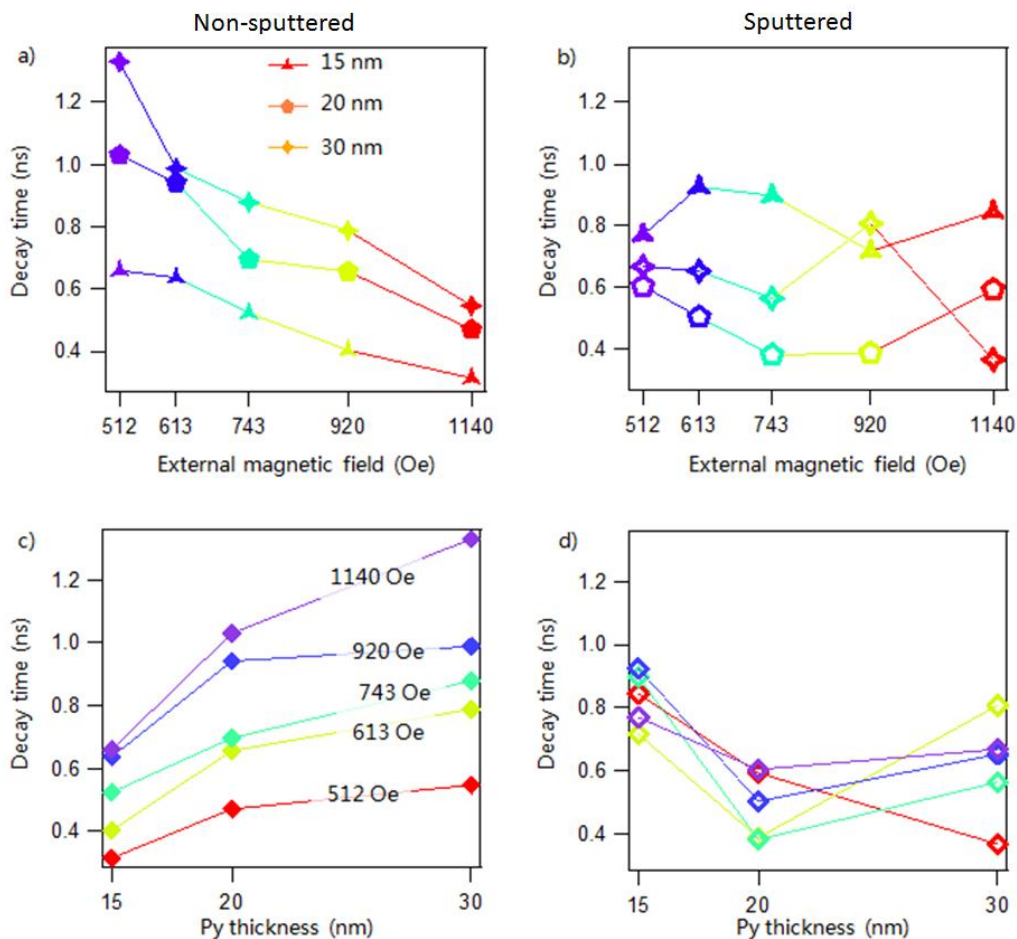 Non-sputtered
Sputtered
a)
15 nm
20 nm
30 nm
1.2
1.0
0.8
0.6
0.4
Decay time (ns)
512 613 743 920 1140
External magnetic field (Oe)
b)
1.2
1.0
0.8
0.6
0.4
Decay time (ns)
512 613 743 920 1140
External magnetic field (Oe)
c)
1140 Oe
920 Oe
743 Oe
613 Oe
512 Oe
1.2
1.0
0.8
0.6
0.4
Decay time (ns)
15 20 30
Py thickness (nm)
d)
1.2
1.0
0.8
0.6
0.4
Decay time (ns)
15 20 30
Py thickness (nm)